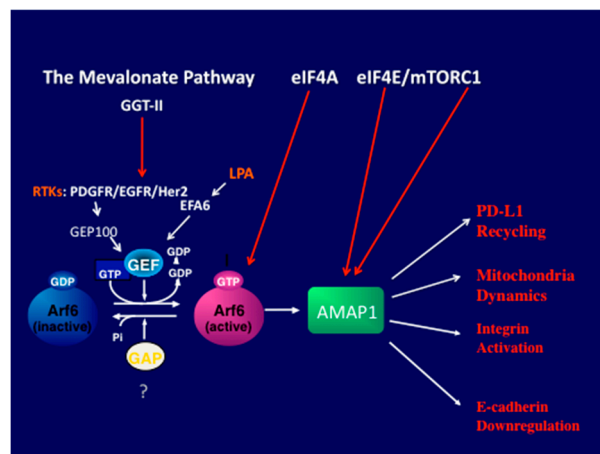 The Mevalonate Pathway eIF4A eIF4E/mTORC1
GGT-II
LPA
RTKs: PDGFR/EGFR/Her2
EFA6
GEP100
GDP
GEF
GTP
GDP
GDP
GTP
Arf6
(inactive)
Arf6
(active)
Pi
GAP
?
AMAP1
PD-L1
Recycling
Mitochondria
Dynamics
Integrin
Activation
E-cadherin
Downregulation